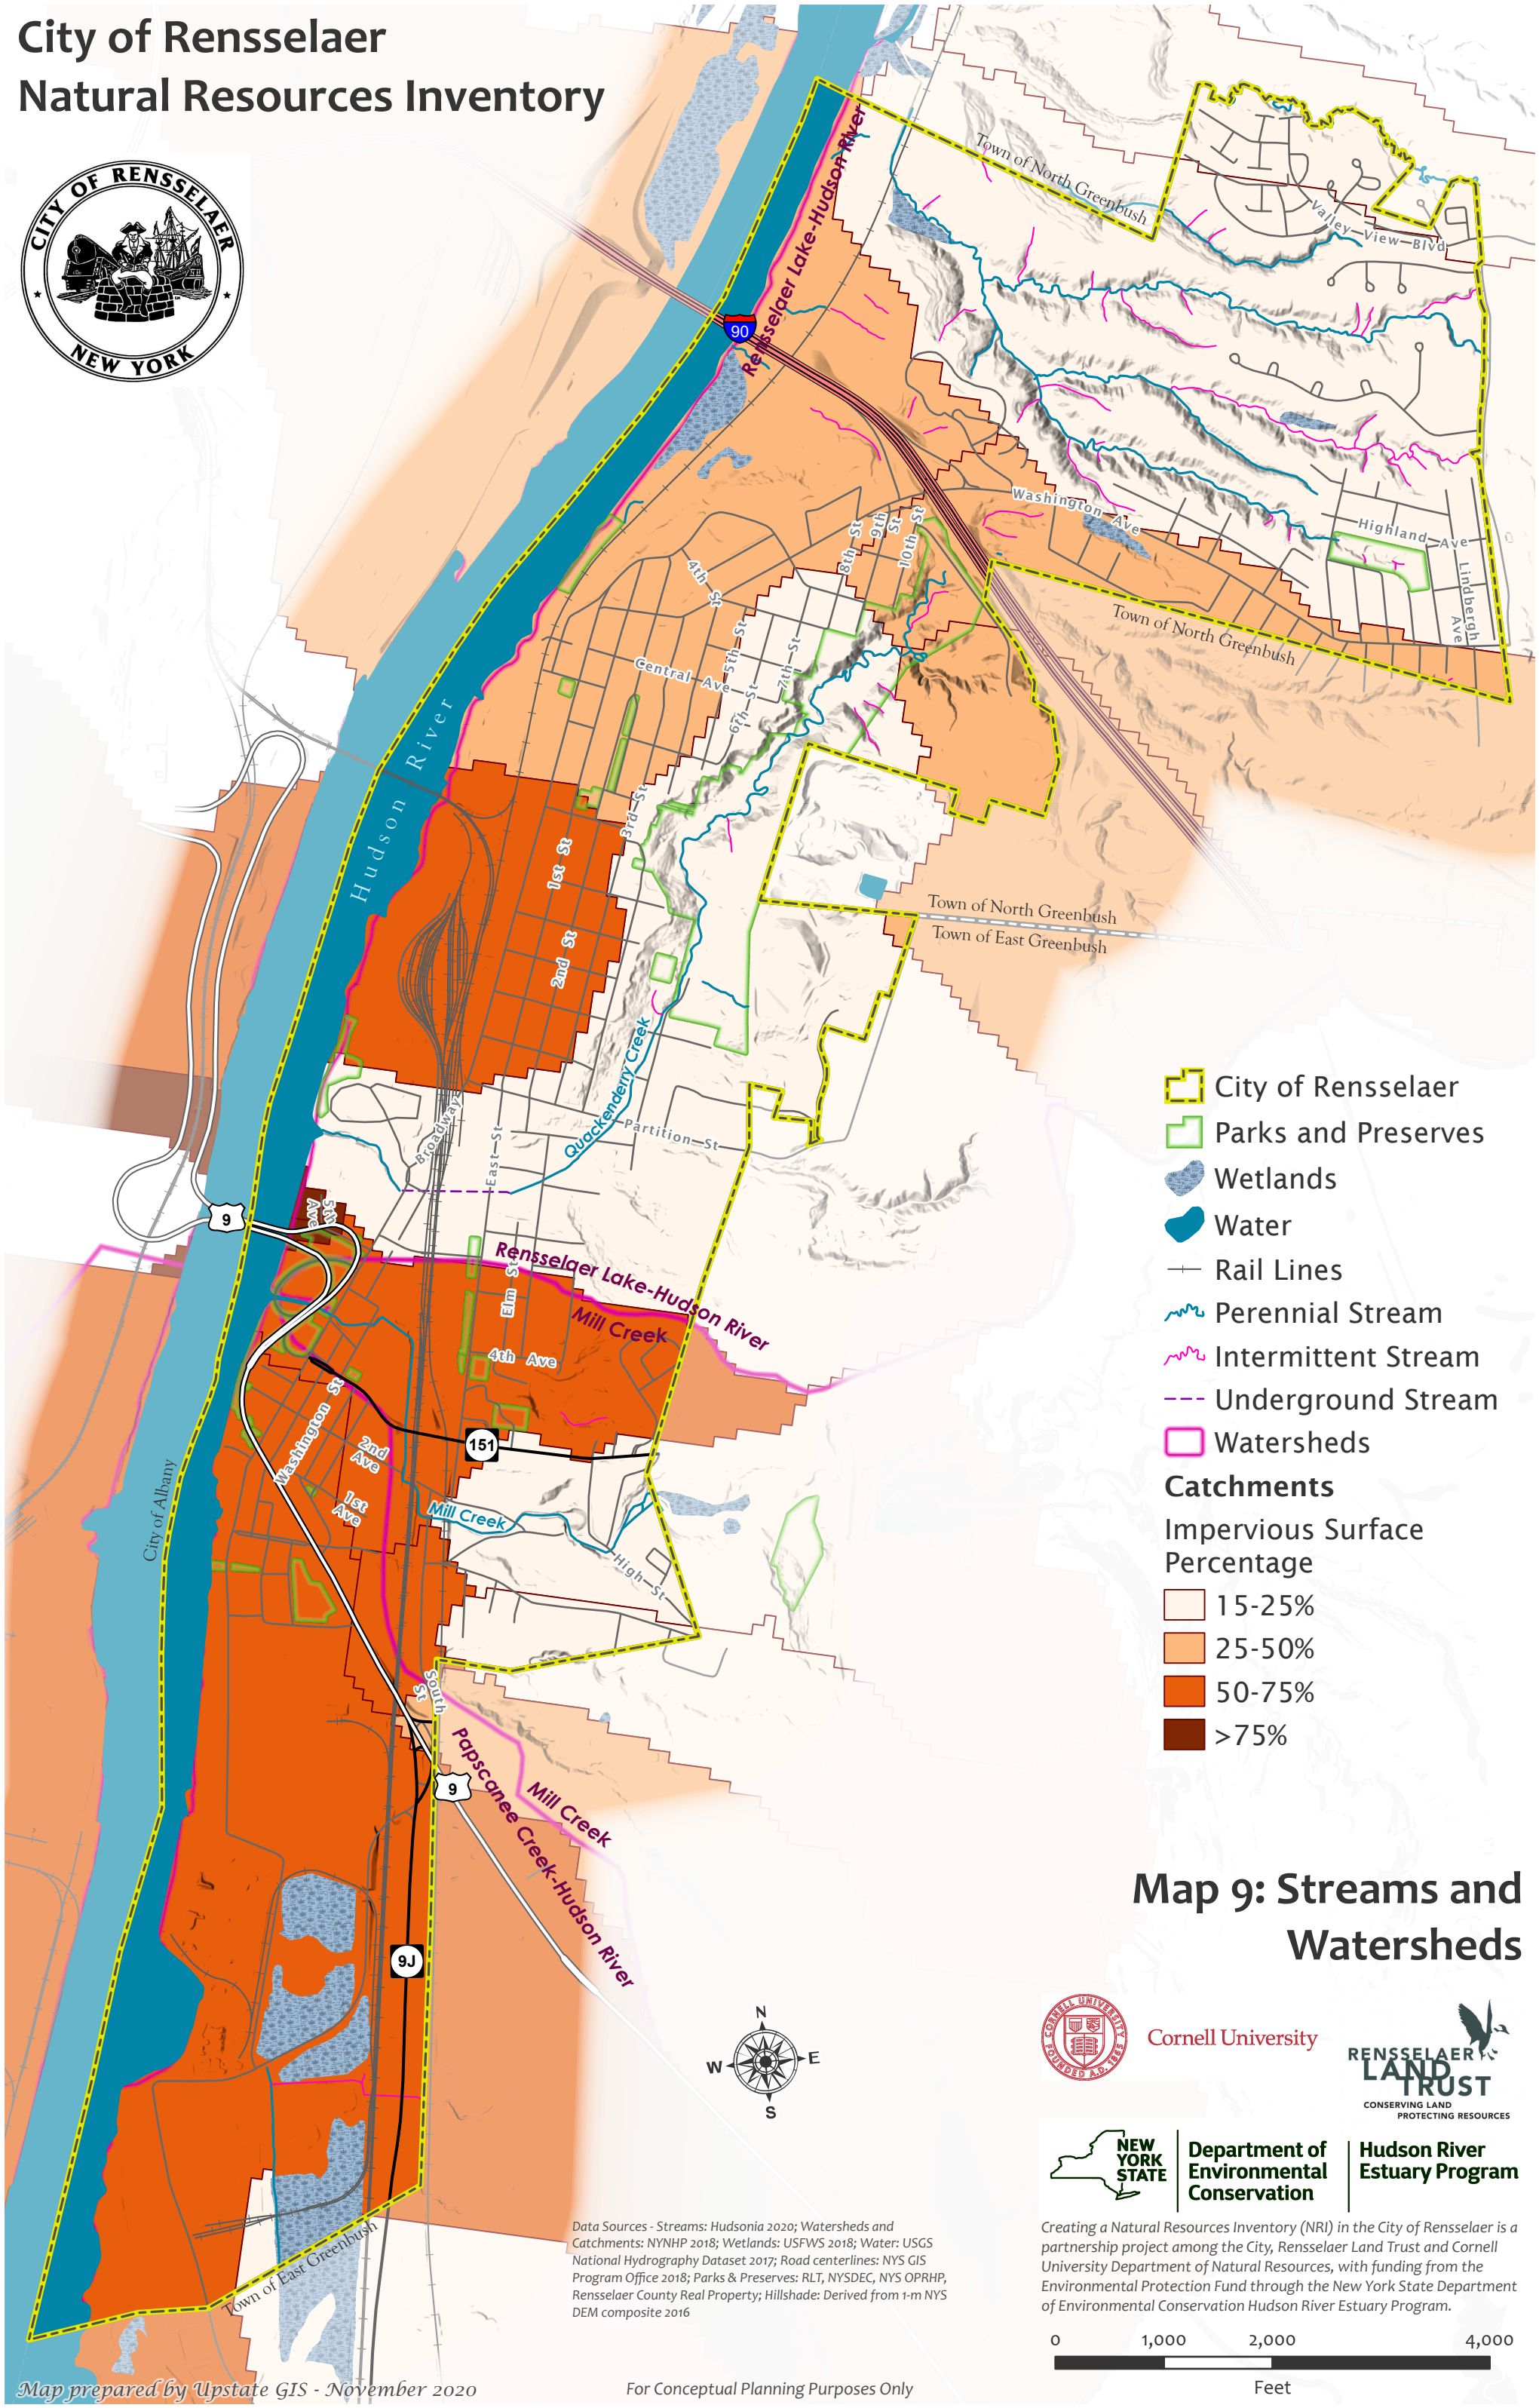 City of Rensselaer
Natural Resources Inventory
CITY OF RENSSELAER
NEW YORK
Town of North Greenbush
Valley View Blvd
Rensselaer Lake-Hudson River
90
Washington Ave
Highland Ave
Lindbergh
Ave
Town of North Greenbush
8th St
9th
St
10th St
4th St
5th St
Central Ave
7th St
6th St
Hudson River
3rd St
1st St
2nd St
Town of North Greenbush
Town of East Greenbush
Quackenderry Creek
Broadway
East St
Partition St
5th
Ave
9
Rensselaer Lake-Hudson River
Mill Creek
Elm St
4th Ave
151
Washington St
2nd
Ave
1st
Ave
Mill Creek
High St
City of Albany
South
St
9
Papscanee Creek-Hudson River
Mill Creek
9J
Town of East Greenbush
City of Rensselaer
Parks and Preserves
Wetlands
Water
Rail Lines
Perennial Stream
Intermittent Stream
Underground Stream
Watersheds
Catchments
Impervious Surface
Percentage
15-25%
25-50%
50-75%
>75%
Map 9: Streams and
Watersheds
N
W
E
S
CORNELL UNIVERSITY
FOUNDED A.D. 1865
Cornell University
RENSSELAER
LAND
TRUST
CONSERVING LAND
PROTECTING RESOURCES
NEW
YORK
STATE
Department of
Environmental
Conservation
Hudson River
Estuary Program
Data Sources - Streams: Hudsonia 2020; Watersheds and
Catchments: NYNHP 2018; Wetlands: USFWS 2018; Water: USGS
National Hydrography Dataset 2017; Road centerlines: NYS GIS
Program Office 2018; Parks & Preserves: RLT, NYSDEC, NYS OPRHP,
Rensselaer County Real Property; Hillshade: Derived from 1-m NYS
DEM composite 2016
Creating a Natural Resources Inventory (NRI) in the City of Rensselaer is a
partnership project among the City, Rensselaer Land Trust and Cornell
University Department of Natural Resources, with funding from the
Environmental Protection Fund through the New York State Department
of Environmental Conservation Hudson River Estuary Program.
0 1,000 2,000 4,000
Feet
Map prepared by Upstate GIS - November 2020
For Conceptual Planning Purposes Only